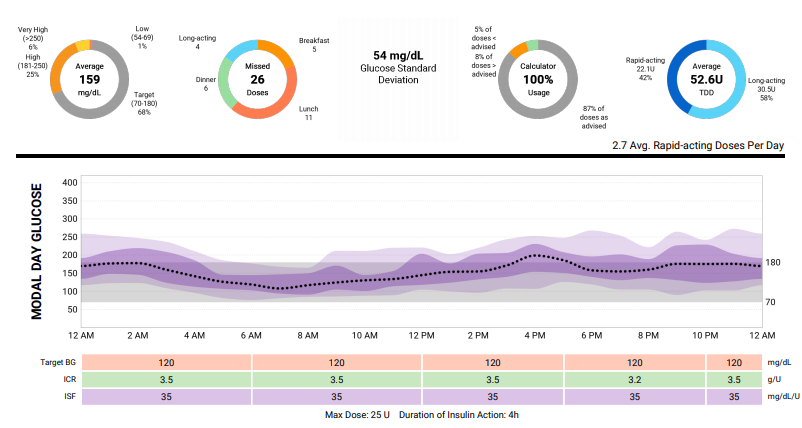 Very High
(>250)
6%
High
(181-250)
25%
Average
159
mg/dL
Low
(54-69)
1%
Target
(70-180)
68%
Long-acting
4
Dinner
6
Missed
26
Doses
Breakfast
5
Lunch
11
54 mg/dL
Glucose Standard
Deviation
5% of
doses <
advised
8% of
doses >
advised
Calculator
100%
Usage
87% of
doses as
advised
Rapid-acting
22.1U
42%
Average
52.6U
TDD
Long-acting
30.5U
58%
2.7 Avg. Rapid-acting Doses Per Day
MODAL DAY GLUCOSE
400
350
300
250
200
150
100
50
180
70
12 AM 2 AM 4 AM 6 AM 8 AM 10 AM 12 PM 2 PM 4 PM 6 PM 8 PM 10 PM 12 AM
Target BG 120 120 120 120 120 mg/dL
ICR 3.5 3.5 3.5 3.2 3.5 g/U
ISF 35 35 35 35 35 mg/dL/U
Max Dose: 25 U Duration of Insulin Action: 4h